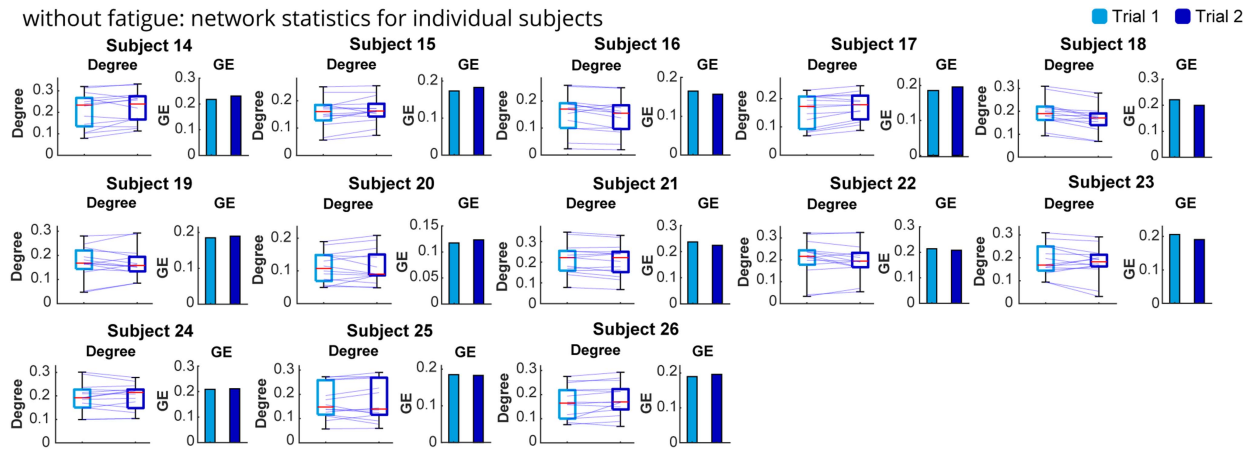 without fatigue: network statistics for individual subjects
Trial 1 Trial 2
Subject 14 Subject 15 Subject 16 Subject 17 Subject 18
Degree GE Degree GE Degree GE Degree GE Degree GE
Degree 0.3 0.2 0.1 0 GE 0.3 0.2 0.1 0
Degree 0.2 0.1 0 GE 0.2 0.1 0
Degree 0.2 0.1 0 GE 0.2 0.1 0
Degree 0.2 0.1 0 GE 0.2 0.1 0
Degree 0.3 0.2 0.1 0 GE 0.3 0.2 0.1 0
Subject 19 Subject 20 Subject 21 Subject 22 Subject 23
Degree GE Degree GE Degree GE Degree GE Degree GE
Degree 0.3 0.2 0.1 0 GE 0.2 0.1 0
Degree 0.2 0.1 0 GE 0.15 0.1 0.05 0
Degree 0.3 0.2 0.1 0 GE 0.3 0.2 0.1 0
Degree 0.3 0.2 0.1 0 GE 0.3 0.2 0.1 0
Degree 0.3 0.2 0.1 0 GE 0.2 0.1 0
Subject 24 Subject 25 Subject 26
Degree GE Degree GE Degree GE
Degree 0.3 0.2 0.1 0 GE 0.3 0.2 0.1 0
Degree 0.3 0.2 0.1 0 GE 0.2 0.1 0
Degree 0.3 0.2 0.1 0 GE 0.2 0.1 0